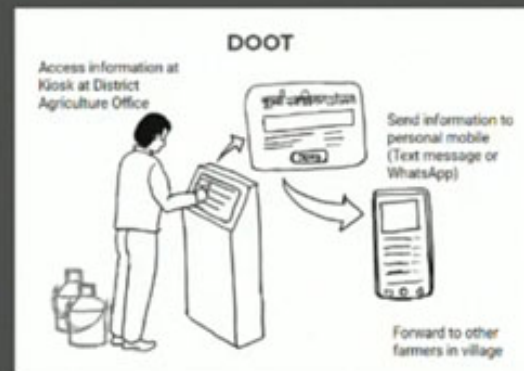 DOOT
Access information at
Kiosk at District
Agriculture Office
Send information to
personal mobile
(Text message or
WhatsApp)
Forward to other
farmers in village